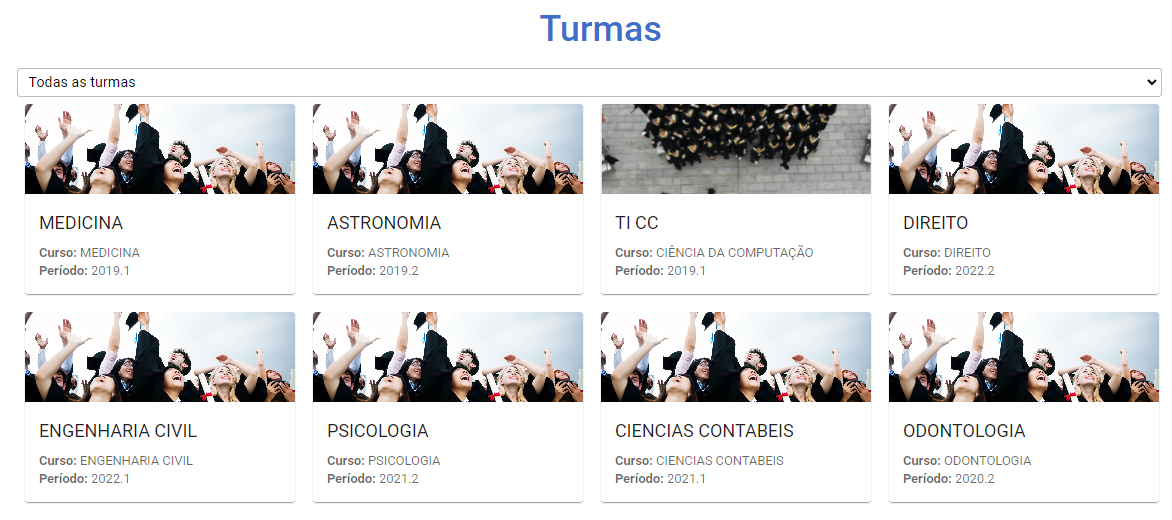 Turmas
Todas as turmas
MEDICINA
Curso: MEDICINA
Período: 2019.1
ASTRONOMIA
Curso: ASTRONOMIA
Período: 2019.2
TI CC
Curso: CIÊNCIA DA COMPUTAÇÃO
Período: 2019.1
DIREITO
Curso: DIREITO
Período: 2022.2
ENGENHARIA CIVIL
Curso: ENGENHARIA CIVIL
Período: 2022.1
PSICOLOGIA
Curso: PSICOLOGIA
Período: 2021.2
CIENCIAS CONTABEIS
Curso: CIENCIAS CONTABEIS
Período: 2021.1
ODONTOLOGIA
Curso: ODONTOLOGIA
Período: 2020.2